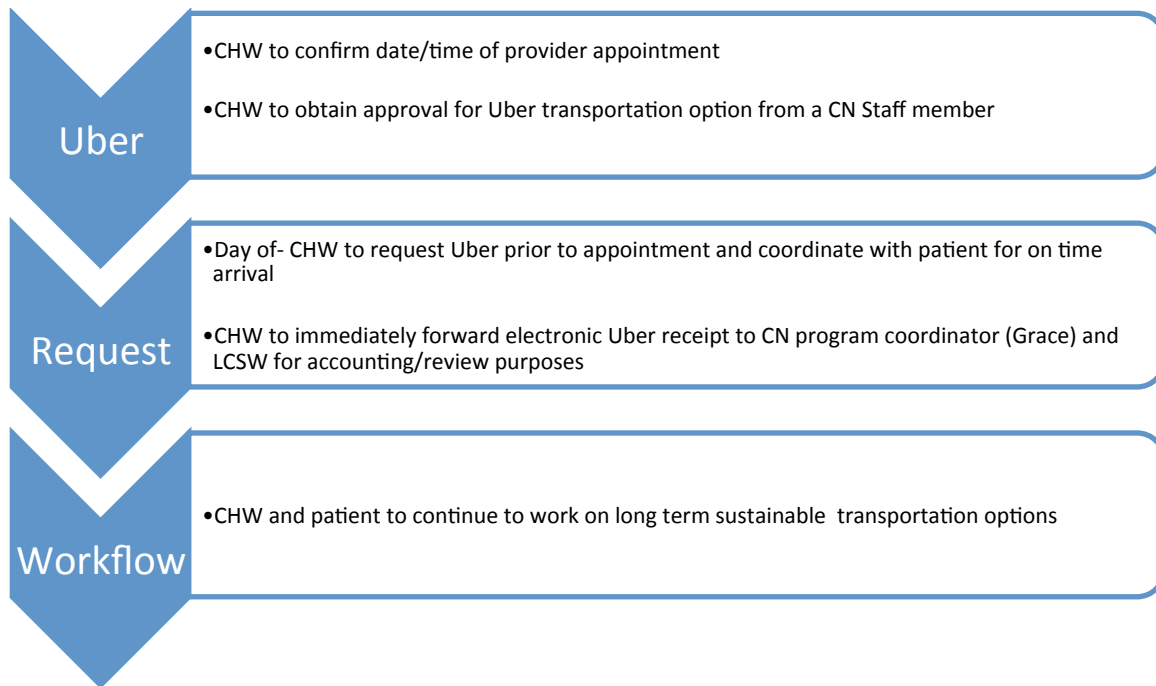 Uber
•CHW to confirm date/time of provider appointment
•CHW to obtain approval for Uber transportation option from a CN Staff member
Request
•Day of- CHW to request Uber prior to appointment and coordinate with patient for on time
arrival
•CHW to immediately forward electronic Uber receipt to CN program coordinator (Grace) and
LCSW for accounting/review purposes
Workflow
•CHW and patient to continue to work on long term sustainable  transportation options